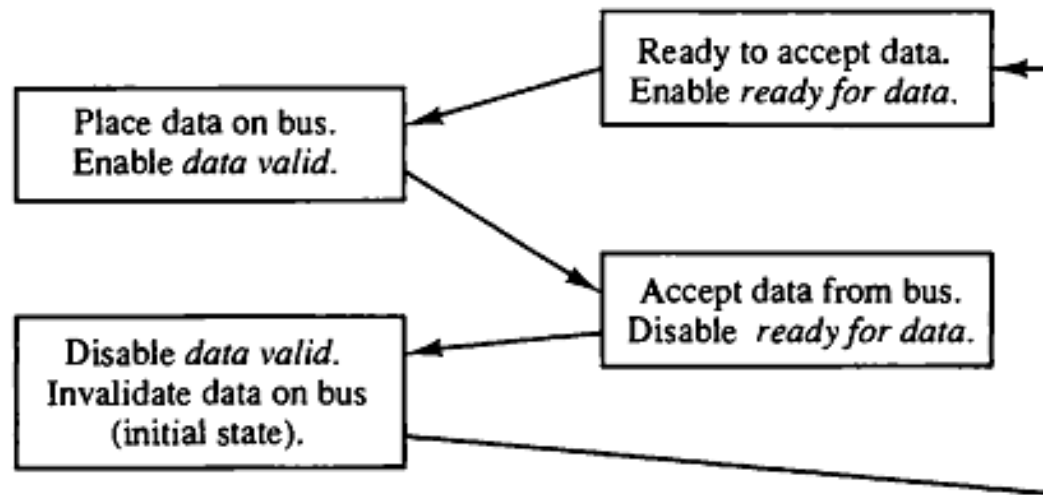 Ready to accept data.
Enable ready for data.
Place data on bus.
Enable data valid.
Accept data from bus.
Disable ready for data.
Disable data valid.
Invalidate data on bus
(initial state).